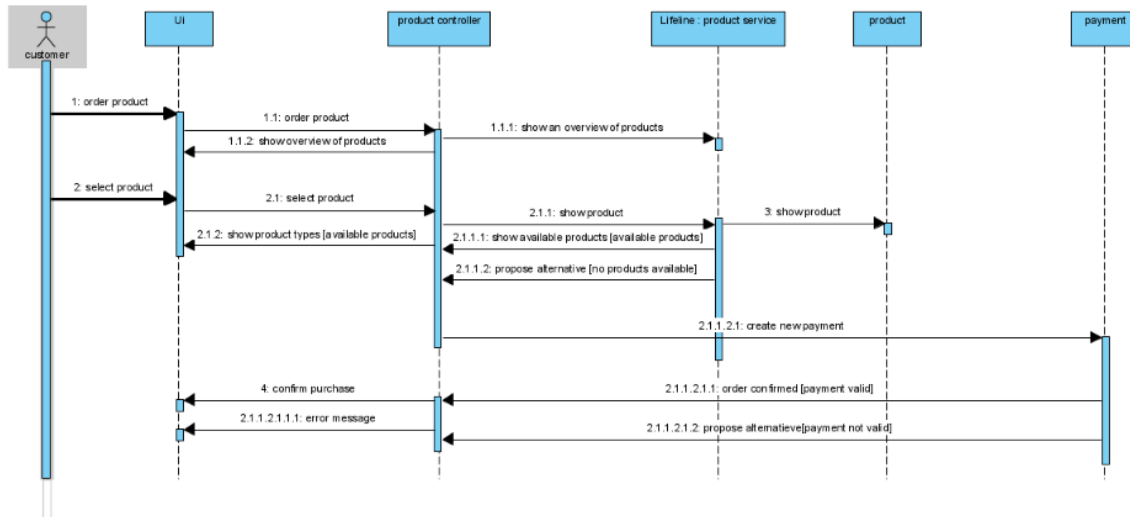 Ui
product controller
Lifeline : product service
product
payment
customer
1: order product
1.1: order product
1.1.1: show an overview of products
1.1.2: show overview of products
2: select product
2.1: select product
2.1.1: show product
3: show product
2.1.2: show product types [available products]
2.1.1.1: show available products [available products]
2.1.1.2: propose alternative [no products available]
2.1.1.2.1: create new payment
4: confirm purchase
2.1.1.2.1.1: order confirmed [payment valid]
2.1.1.2.1.1.1: error message
2.1.1.2.1.2: propose alternatieve[payment not valid]